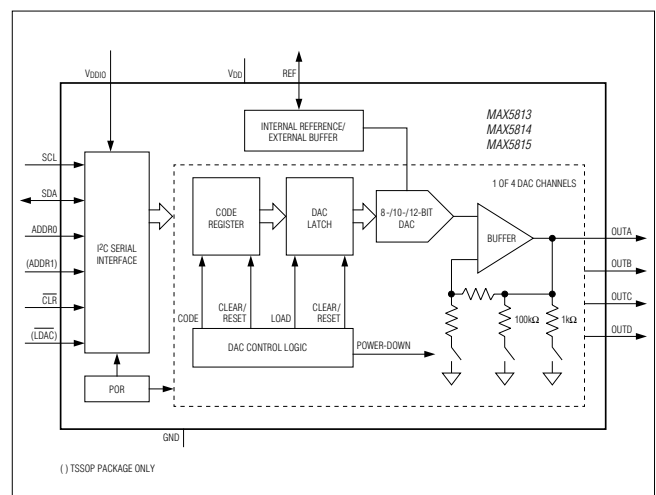 VDDIO
VDD
REF
INTERNAL REFERENCE/
EXTERNAL BUFFER
MAX5813
MAX5814
MAX5815
SCL
SDA
ADDR0
(ADDR1)
CLR
(LDAC)
I2C SERIAL
INTERFACE
1 OF 4 DAC CHANNELS
CODE
REGISTER
DAC
LATCH
8-/10-/12-BIT
DAC
BUFFER
OUTA
OUTB
OUTC
OUTD
CODE
CLEAR/
RESET
LOAD
CLEAR/
RESET
100kΩ
1kΩ
DAC CONTROL LOGIC
POWER-DOWN
POR
GND
( ) TSSOP PACKAGE ONLY